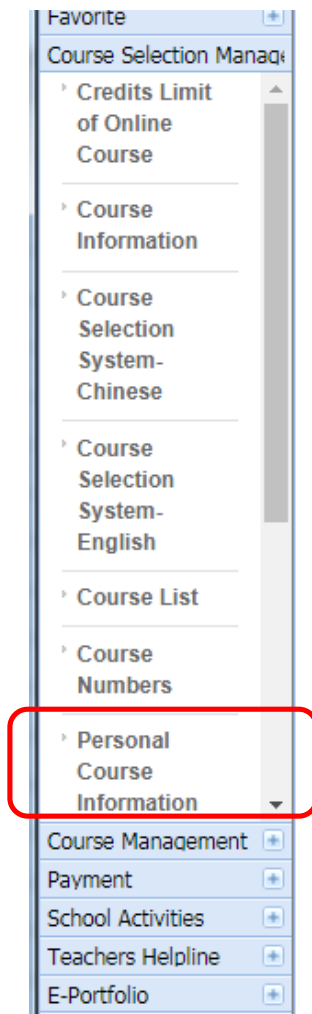 Favorite
Course Selection Manage
Credits Limit
of Online
Course
Course
Information
Course
Selection
System-
Chinese
Course
Selection
System-
English
Course List
Course
Numbers
Personal
Course
Information
Course Management
Payment
School Activities
Teachers Helpline
E-Portfolio